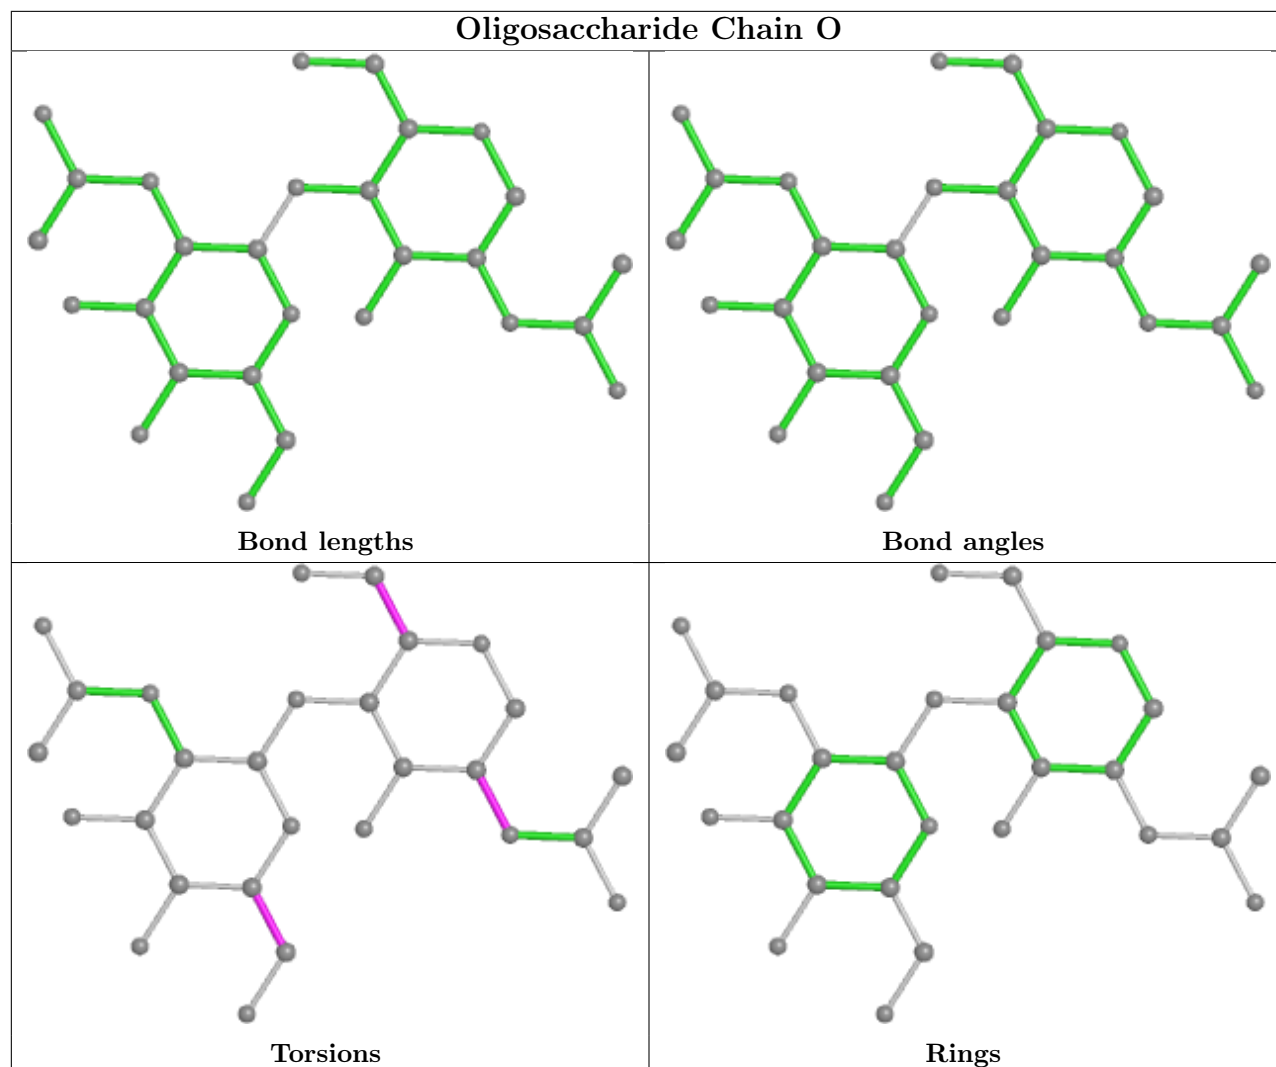 Oligosaccharide Chain O
Bond lengths
Bond angles
Torsions
Rings